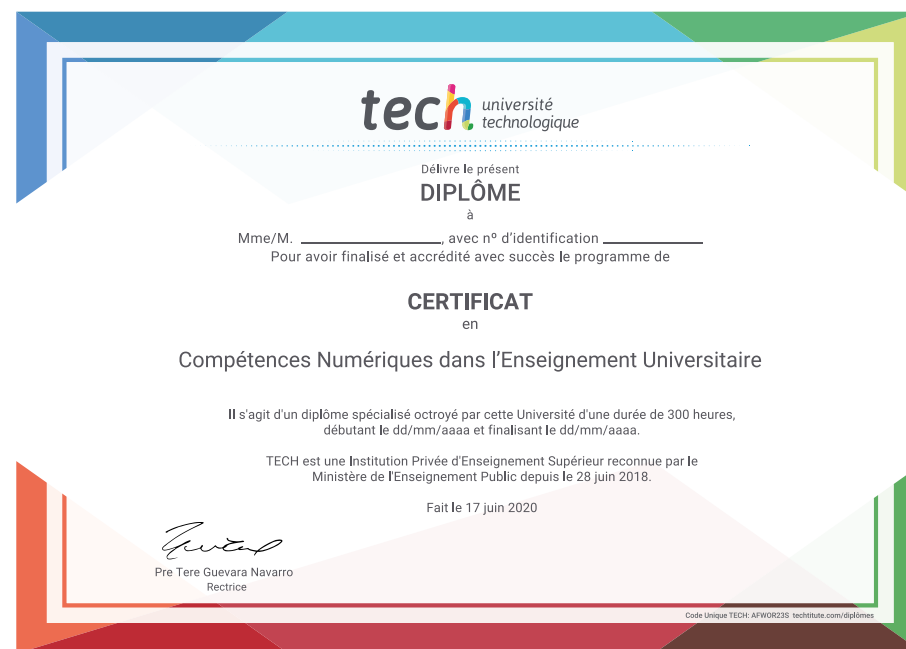 tech université
technologique
Délivre le présent
DIPLÔME
à
Mme/M. ____________________, avec nº d'identification ______________
Pour avoir finalisé et accrédité avec succès le programme de
CERTIFICAT
en
Compétences Numériques dans l'Enseignement Universitaire
Il s'agit d'un diplôme spécialisé octroyé par cette Université d'une durée de 300 heures,
débutant le dd/mm/aaaa et finalisant le dd/mm/aaaa.
TECH est une Institution Privée d'Enseignement Supérieur reconnue par le
Ministère de l'Enseignement Public depuis le 28 juin 2018.
Fait le 17 juin 2020
Pre Tere Guevara Navarro
Rectrice
Code Unique TECH: AFWOR23S techtitute.com/diplômes